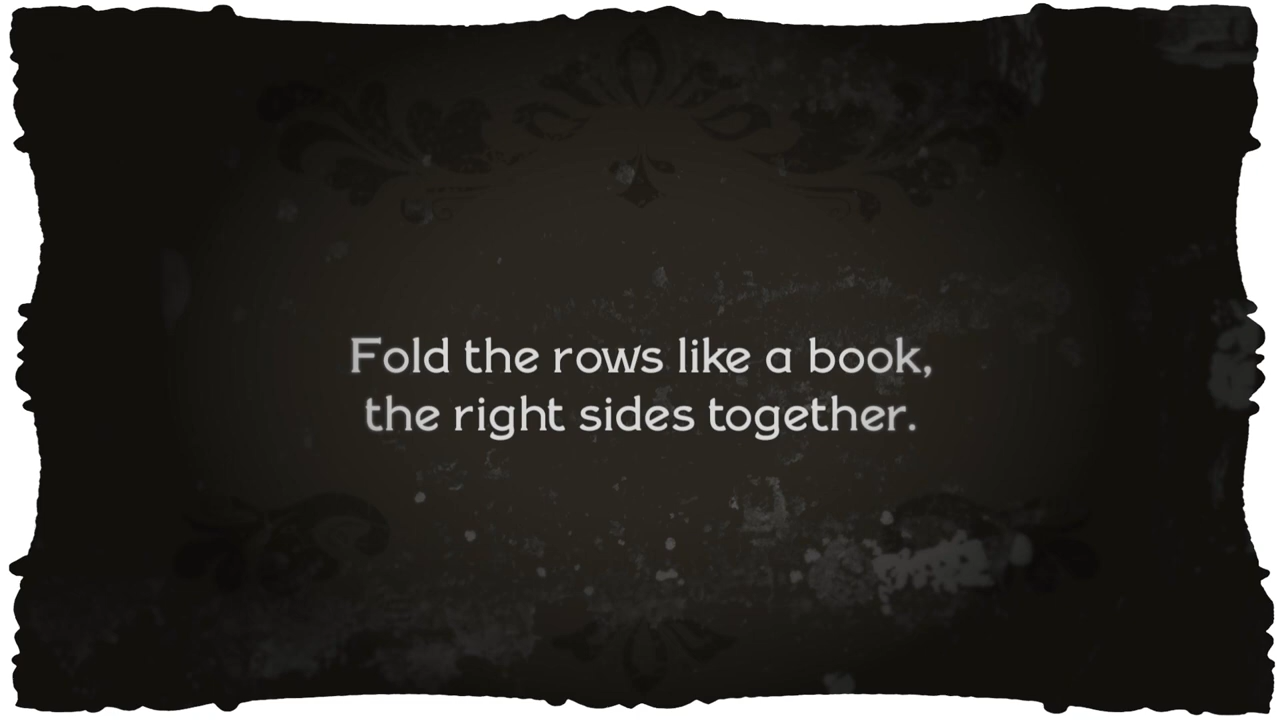 Fold the rows like a book,
the right sides together.